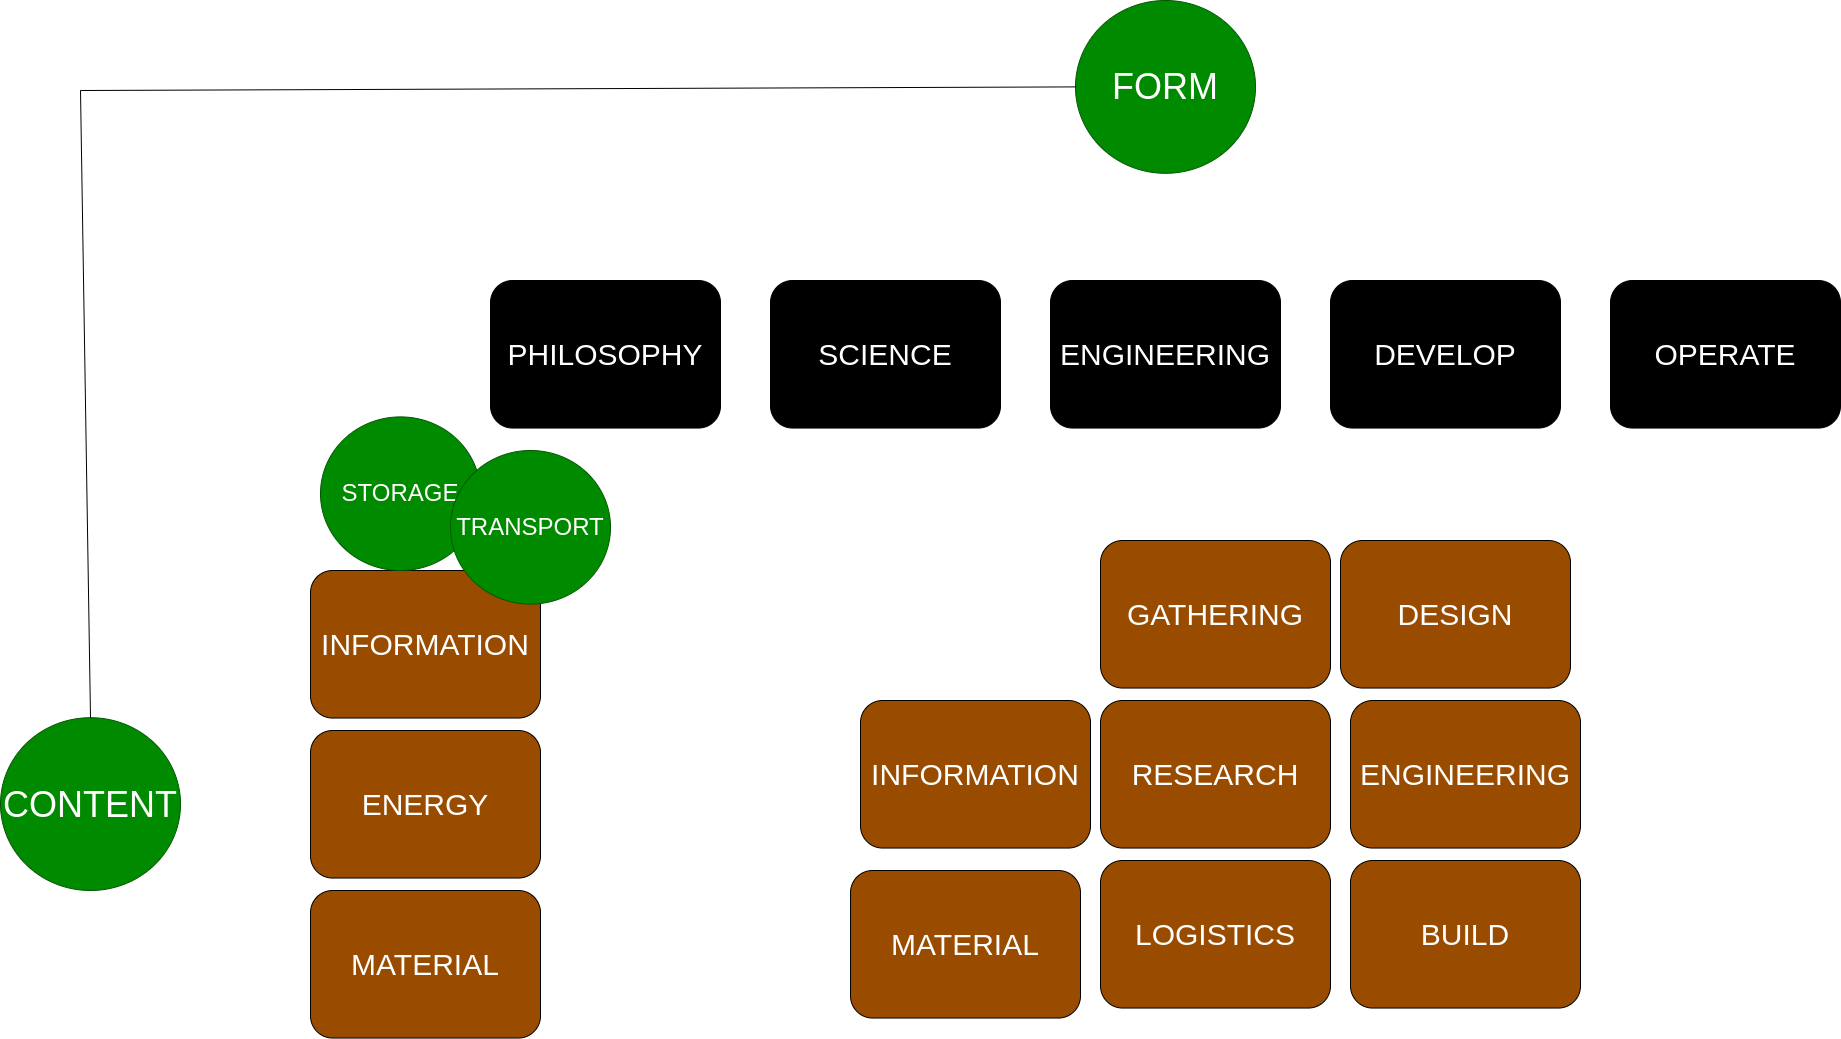 FORM
PHILOSOPHY
SCIENCE
ENGINEERING
DEVELOP
OPERATE
STORAGE
TRANSPORT
GATHERING
DESIGN
INFORMATION
INFORMATION
RESEARCH
ENGINEERING
CONTENT
ENERGY
MATERIAL
MATERIAL
LOGISTICS
BUILD